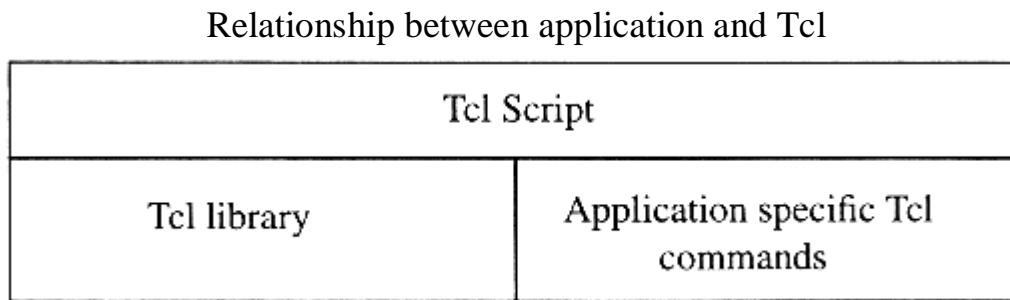 Relationship between application and Tcl
Tcl Script
Tcl library
Application specific Tcl
commands